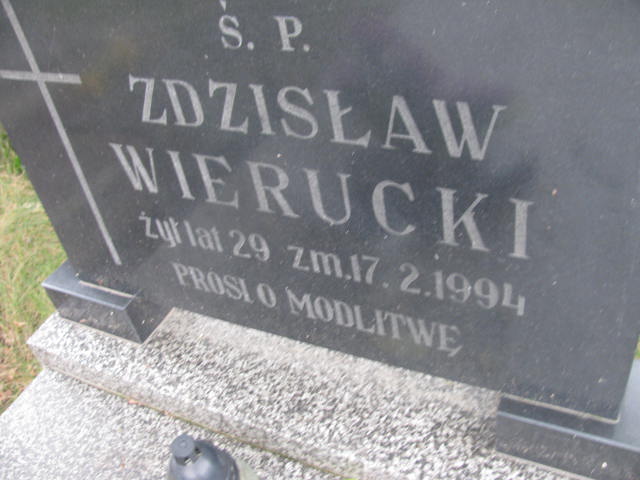 Ś. P.
ZDZISŁAW
WIERUCKI
żył lat 29 zm. 17. 2. 1994
PROSI O MODLITWĘ